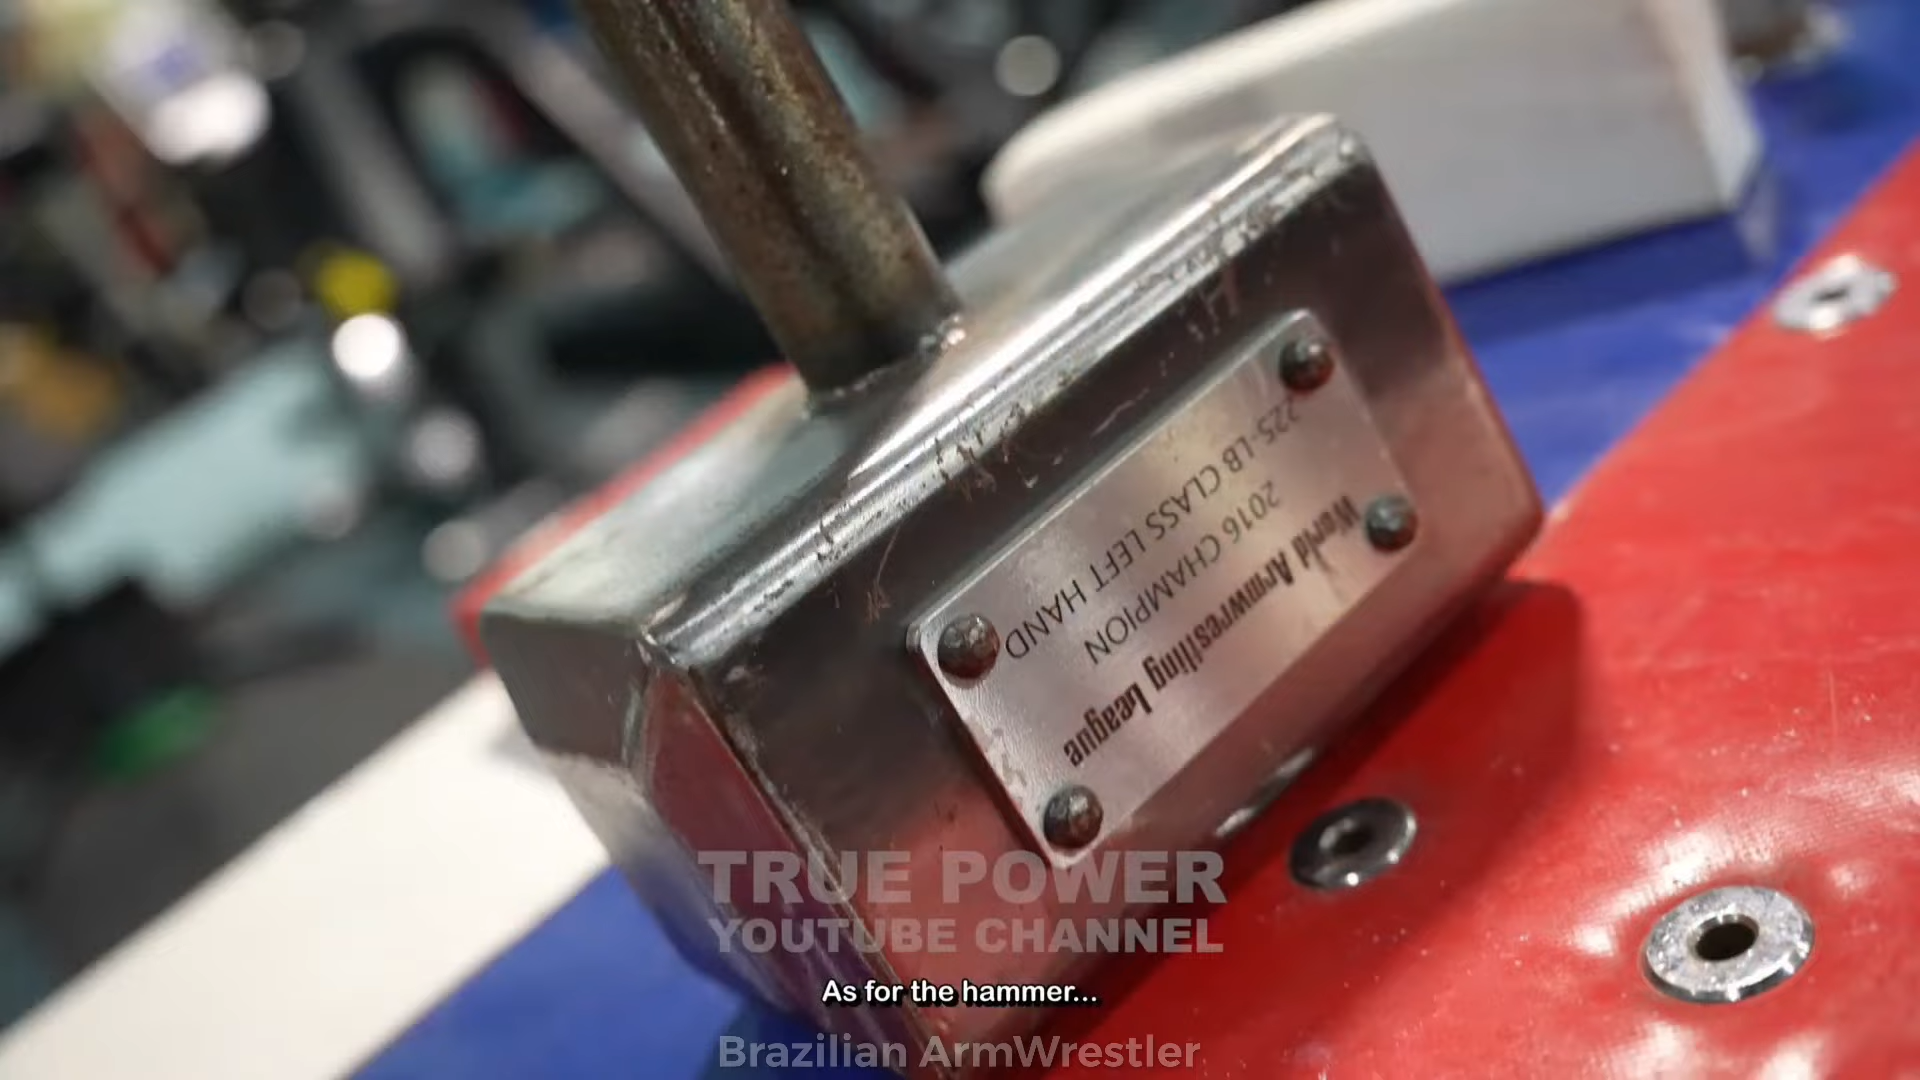 World Armwrestling League
2016 CHAMPION
225-LB CLASS LEFT HAND
TRUE POWER
YOUTUBE CHANNEL
As for the hammer...
Brazilian ArmWrestler